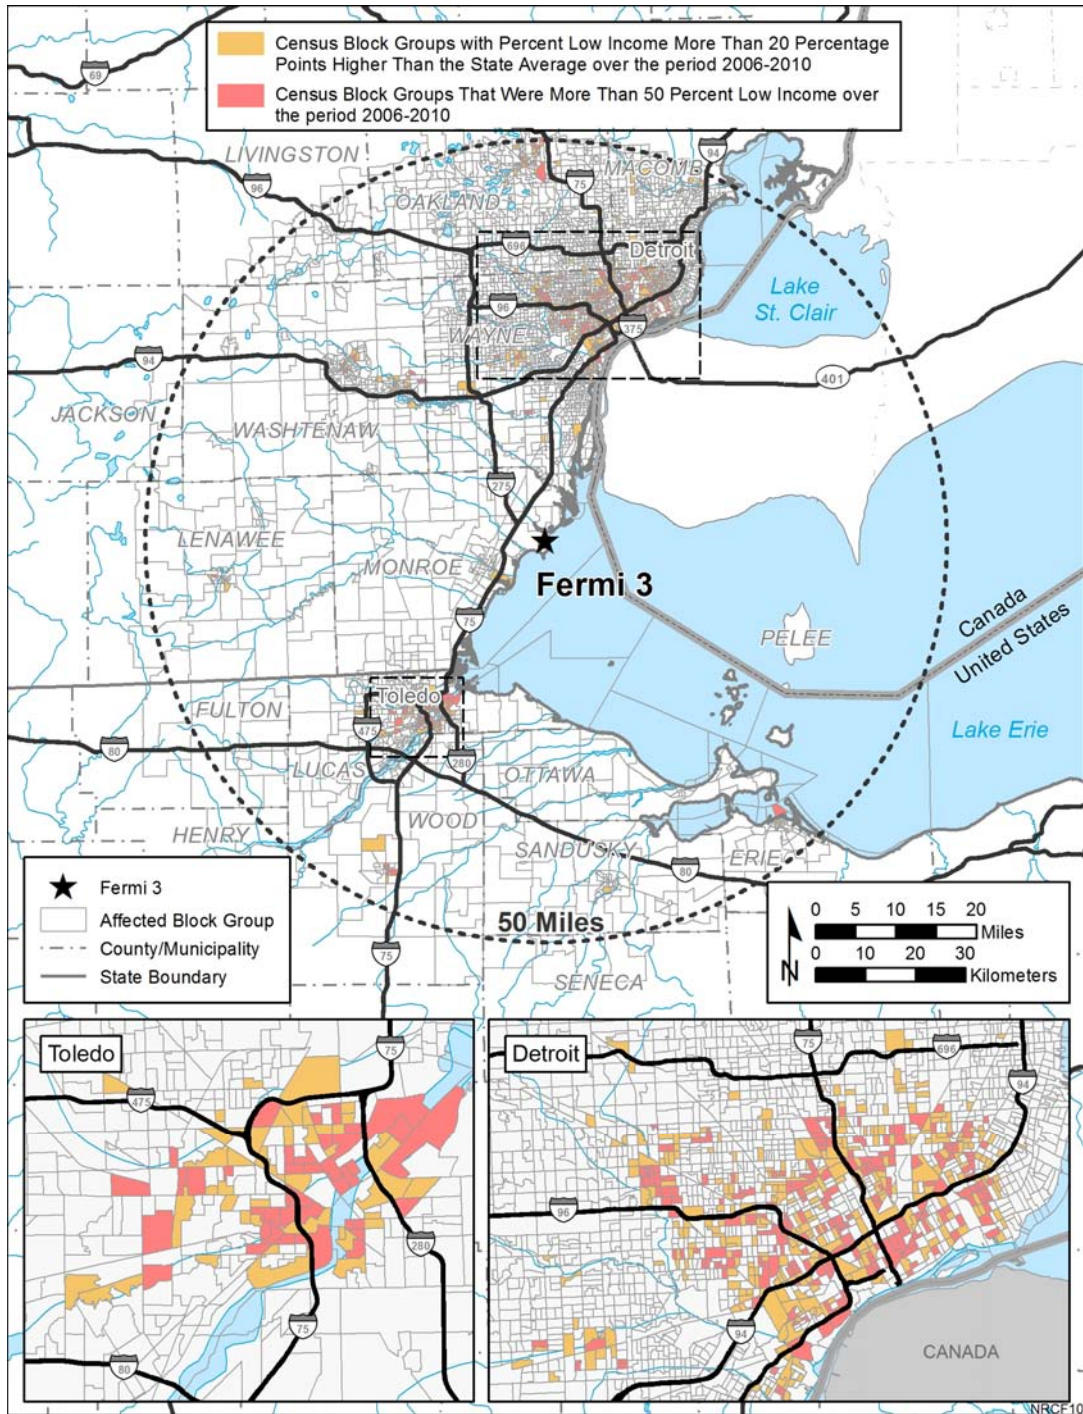 Census Block Groups with Percent Low Income More Than 20 Percentage
Points Higher Than the State Average over the period 2006-2010
Census Block Groups That Were More Than 50 Percent Low Income over
the period 2006-2010
69
LIVINGSTON
96
OAKLAND
MACOMB
75
94
696
Detroit
Lake
St. Clair
96
WAYNE
375
94
401
JACKSON
WASHTENAW
275
LENAWEE
MONROE
Fermi 3
75
PELEE
Canada
United States
Toledo
FULTON
475
80
280
Lake Erie
LUCAS
OTTAWA
WOOD
HENRY
SANDUSKY
ERIE
80
50 Miles
75
SENECA
Fermi 3
Affected Block Group
County/Municipality
State Boundary
0 5 10 15 20
Miles
0 10 20 30
Kilometers
N
Toledo
75
475
280
75
80
Detroit
75
696
94
96
94
CANADA
NRCF10